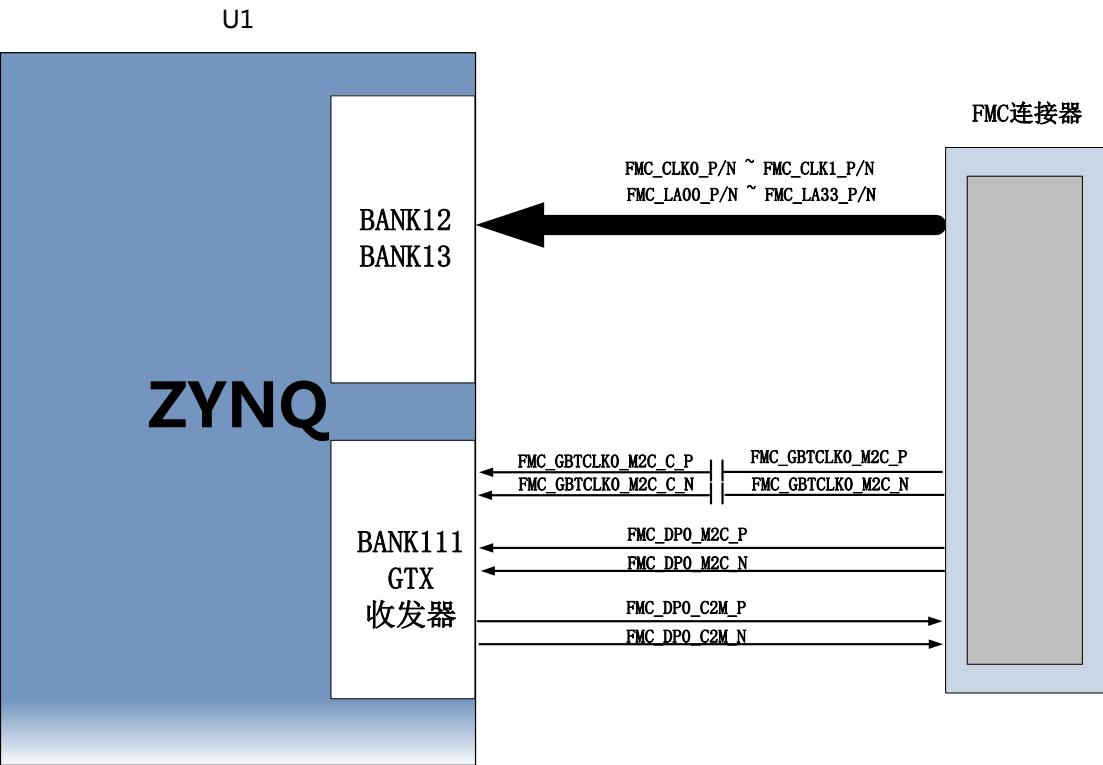 U1
FMC连接器
FMC_CLK0_P/N ~ FMC_CLK1_P/N
FMC_LA00_P/N ~ FMC_LA33_P/N
BANK12
BANK13
ZYNQ
FMC_GBTCLK0_M2C_C_P
FMC_GBTCLK0_M2C_P
FMC_GBTCLK0_M2C_C_N
FMC_GBTCLK0_M2C_N
BANK111
GTX
收发器
FMC_DP0_M2C_P
FMC_DP0_M2C_N
FMC_DP0_C2M_P
FMC_DP0_C2M_N